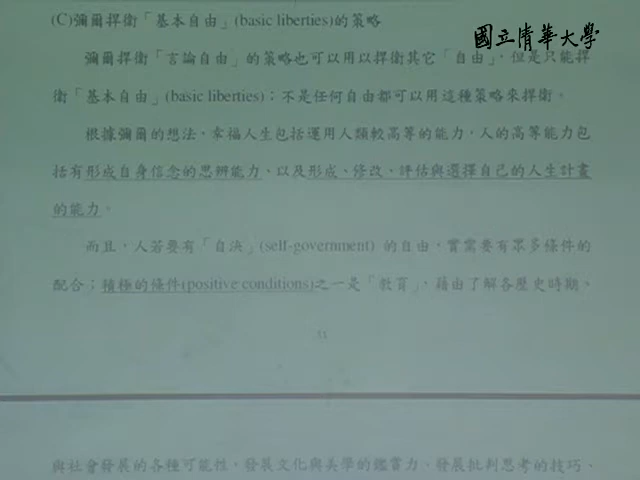 國立清華大學
(C)彌爾捍衛「基本自由」(basic liberties)的策略
彌爾捍衛「言論自由」的策略也可以用以捍衛其它「自由」，但是只能捍
衛「基本自由」(basic liberties)；不是任何自由都可以用這種策略來捍衛。
根據彌爾的想法，幸福人生包括運用人類較高等的能力，人的高等能力包
括有形成自身信念的思辨能力、以及形成、修改、評估與選擇自己的人生計畫
的能力。
而且，人若要有「自決」(self-government) 的自由，實需要有眾多條件的
配合；積極的條件(positive conditions)之一是「教育」，藉由了解各歷史時期、
與社會發展的各種可能性，發展文化與美學的鑑賞力、發展批判思考的技巧、